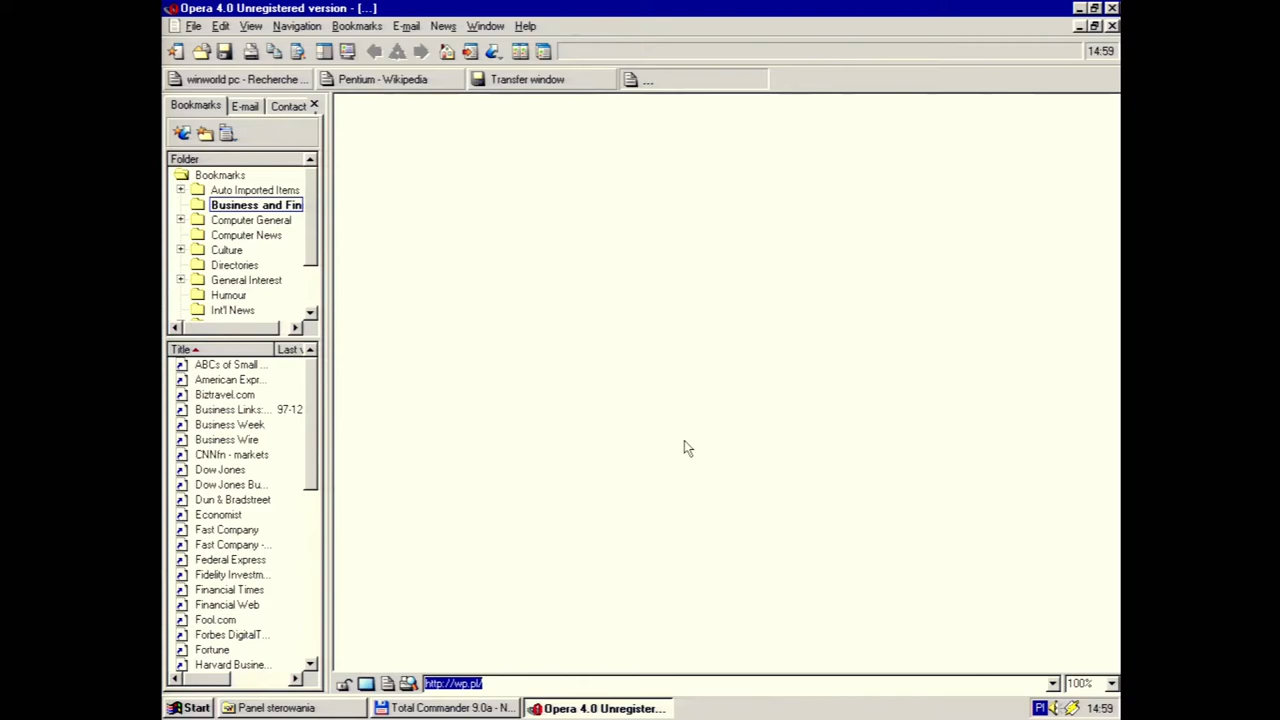 Opera 4.0 Unregistered version - [...]
File Edit View Navigation Bookmarks E-mail News Window Help
14:59
winworld pc - Recherche ... Pentium - Wikipedia Transfer window ...
Bookmarks E-mail Contact
Folder
Bookmarks
Auto Imported Items
Business and Fin
Computer General
Computer News
Culture
Directories
General Interest
Humour
Int'l News
Title Last v
ABCs of Small ...
American Expr...
Biztravel.com
Business Links:... 97-12
Business Week
Business Wire
CNNfn - markets
Dow Jones
Dow Jones Bu...
Dun & Bradstreet
Economist
Fast Company
Fast Company -...
Federal Express
Fidelity Investm...
Financial Times
Financial Web
Fool.com
Forbes DigitalT...
Fortune
Harvard Busine...
http://wp.pl/ 100%
Start Panel sterowania Total Commander 9.0a - N... Opera 4.0 Unregister... Pl 14:59